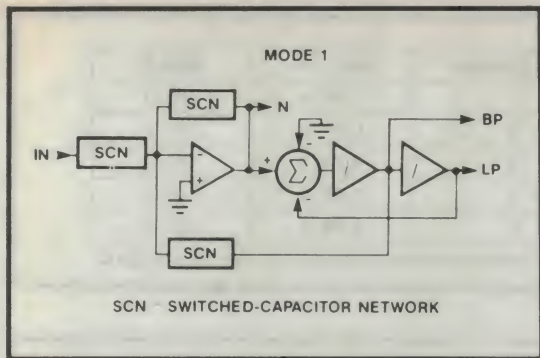 MODE 1
SCN
N
IN
SCN
-
+
+
-
Σ
-
∫
∫
BP
LP
SCN
SCN - SWITCHED-CAPACITOR NETWORK